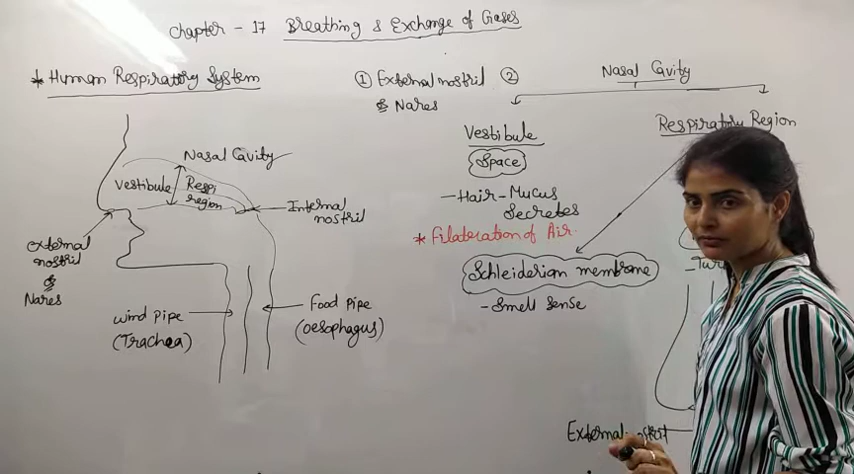 Chapter - 17 Breathing & Exchange of Gases
* Human Respiratory System
① External nostril
& Nares
②
Nasal Cavity
Vestibule
Space
- Hair - Mucus
Secretes
* Filateration of Air.
Respiratory Region
Schleiderian membrane
- Smell Sense
External
Nasal Cavity
Vestibule
Respi
region
Internal
nostril
External
nostril
&
Nares
Wind Pipe
(Trachea)
Food Pipe
(Oesophagus)